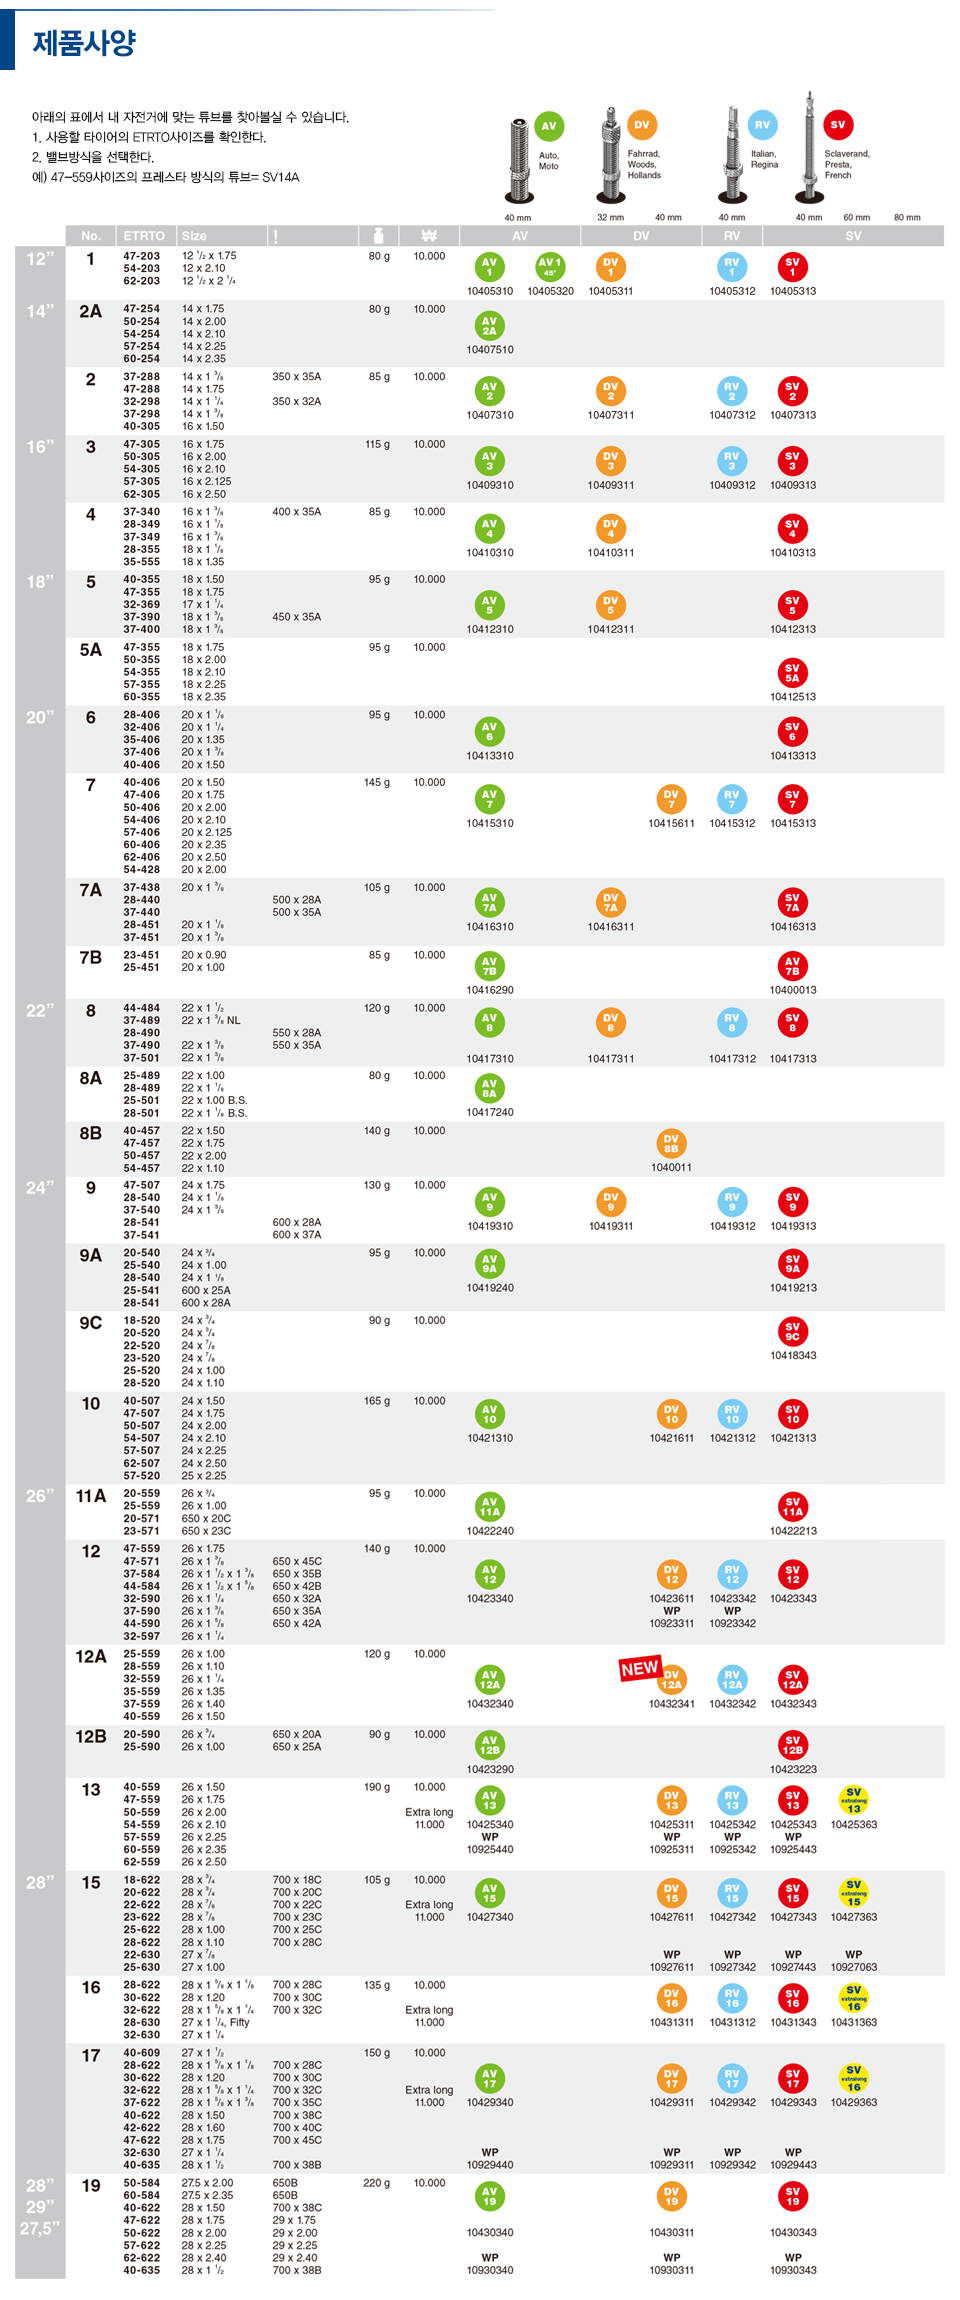 제품사양
아래의 표에서 내 자전거에 맞는 튜브를 찾아볼실 수 있습니다.
1. 사용할 타이어의 ETRTO사이즈를 확인한다.
2. 밸브방식을 선택한다.
예) 47-559사이즈의 프레스타 방식의 튜브= SV14A
AV DV RV SV
Auto, Moto
Fahrrad, Woods, Hollands
Italian, Regina
Sclaverand, Presta, French
40 mm 32 mm 40 mm 40 mm 40 mm 60 mm 80 mm
No. ETRTO Size ! ₩ AV DV RV SV
12” 1 47-203 12 1/2 x 1.75 80 g 10.000 AV 1 AV 1 45° DV 1 RV 1 SV 1
54-203 12 x 2.10
62-203 12 1/2 x 2 1/4
10405310 10405320 10405311 10405312 10405313
14” 2A 47-254 14 x 1.75 80 g 10.000 AV 2A
50-254 14 x 2.00
54-254 14 x 2.10
57-254 14 x 2.25
60-254 14 x 2.35
10407510
2 37-288 14 x 1 3/8 350 x 35A 85 g 10.000 AV 2 DV 2 RV 2 SV 2
47-288 14 x 1.75
32-298 14 x 1 1/4 350 x 32A
37-298 14 x 1 3/8
40-305 16 x 1.50
10407310 10407311 10407312 10407313
16” 3 47-305 16 x 1.75 115 g 10.000 AV 3 DV 3 RV 3 SV 3
50-305 16 x 2.00
54-305 16 x 2.10
57-305 16 x 2.125
62-305 16 x 2.50
10409310 10409311 10409312 10409313
4 37-340 16 x 1 3/8 400 x 35A 85 g 10.000 AV 4 DV 4 SV 4
28-349 16 x 1 1/8
37-349 16 x 1 3/8
28-355 18 x 1 1/8
35-555 18 x 1.35
10410310 10410311 10410313
18” 5 40-355 18 x 1.50 95 g 10.000 AV 5 DV 5 SV 5
47-355 18 x 1.75
32-369 17 x 1 1/4
37-390 18 x 1 3/8 450 x 35A
37-400 18 x 1 3/8
10412310 10412311 10412313
5A 47-355 18 x 1.75 95 g 10.000 SV 5A
50-355 18 x 2.00
54-355 18 x 2.10
57-355 18 x 2.25
60-355 18 x 2.35
10412513
20” 6 28-406 20 x 1 1/8 95 g 10.000 AV 6 SV 6
32-406 20 x 1 1/4
35-406 20 x 1.35
37-406 20 x 1 3/8
40-406 20 x 1.50
10413310 10413313
7 40-406 20 x 1.50 145 g 10.000 AV 7 DV 7 RV 7 SV 7
47-406 20 x 1.75
50-406 20 x 2.00
54-406 20 x 2.10
57-406 20 x 2.125
60-406 20 x 2.35
62-406 20 x 2.50
54-428 20 x 2.00
10415310 10415611 10415312 10415313
7A 37-438 20 x 1 3/8 105 g 10.000 AV 7A DV 7A SV 7A
28-440 500 x 28A
37-440 500 x 35A
28-451 20 x 1 1/8
37-451 20 x 1 3/8
10416310 10416311 10416313
7B 23-451 20 x 0.90 85 g 10.000 AV 7B AV 7B
25-451 20 x 1.00
10416290 10400013
22” 8 44-484 22 x 1 1/2 120 g 10.000 AV 8 DV 8 RV 8 SV 8
37-489 22 x 1 3/8 NL
28-490 550 x 28A
37-490 22 x 1 3/8 550 x 35A
37-501 22 x 1 3/8
10417310 10417311 10417312 10417313
8A 25-489 22 x 1.00 80 g 10.000 AV 8A
28-489 22 x 1 1/8
25-501 22 x 1.00 B.S.
28-501 22 x 1 1/8 B.S.
10417240
8B 40-457 22 x 1.50 140 g 10.000 DV 8B
47-457 22 x 1.75
50-457 22 x 2.00
54-457 22 x 1.10
1040011
24” 9 47-507 24 x 1.75 130 g 10.000 AV 9 DV 9 RV 9 SV 9
28-540 24 x 1 1/8
37-540 24 x 1 3/8
28-541 600 x 28A
37-541 600 x 37A
10419310 10419311 10419312 10419313
9A 20-540 24 x 3/4 95 g 10.000 AV 9A SV 9A
25-540 24 x 1.00
28-540 24 x 1 1/8
25-541 600 x 25A
28-541 600 x 28A
10419240 10419213
9C 18-520 24 x 3/4 90 g 10.000 SV 9C
20-520 24 x 3/4
22-520 24 x 7/8
23-520 24 x 7/8
25-520 24 x 1.00
28-520 24 x 1.10
10418343
10 40-507 24 x 1.50 165 g 10.000 AV 10 DV 10 RV 10 SV 10
47-507 24 x 1.75
50-507 24 x 2.00
54-507 24 x 2.10
57-507 24 x 2.25
62-507 24 x 2.50
57-520 25 x 2.25
10421310 10421611 10421312 10421313
26” 11A 20-559 26 x 3/4 95 g 10.000 AV 11A SV 11A
25-559 26 x 1.00
20-571 650 x 20C
23-571 650 x 23C
10422240 10422213
12 47-559 26 x 1.75 140 g 10.000 AV 12 DV 12 RV 12 SV 12
47-571 26 x 1 3/8 650 x 45C
37-584 26 x 1 1/2 x 1 3/8 650 x 35B
44-584 26 x 1 1/2 x 1 5/8 650 x 42B
32-590 26 x 1 1/4 650 x 32A
37-590 26 x 1 3/8 650 x 35A
44-590 26 x 1 5/8 650 x 42A
32-597 26 x 1 1/4
10423340 10423611 10423342 10423343
WP WP
10923311 10923342
12A 25-559 26 x 1.00 120 g 10.000 AV 12A NEW DV 12A RV 12A SV 12A
28-559 26 x 1.10
32-559 26 x 1 1/4
35-559 26 x 1.35
37-559 26 x 1.40
40-559 26 x 1.50
10432340 10432341 10432342 10432343
12B 20-590 26 x 3/4 650 x 20A 90 g 10.000 AV 12B SV 12B
25-590 26 x 1.00 650 x 25A
10423290 10423223
13 40-559 26 x 1.50 190 g 10.000 AV 13 DV 13 RV 13 SV 13 SV extralong 13
47-559 26 x 1.75
50-559 26 x 2.00 Extra long
54-559 26 x 2.10 11.000
57-559 26 x 2.25
60-559 26 x 2.35
62-559 26 x 2.50
10425340 10425311 10425342 10425343 10425363
WP WP WP WP
10925440 10925311 10925342 10925443
28” 15 18-622 28 x 3/4 700 x 18C 105 g 10.000 AV 15 DV 15 RV 15 SV 15 SV extralong 15
20-622 28 x 3/4 700 x 20C
22-622 28 x 7/8 700 x 22C Extra long
23-622 28 x 7/8 700 x 23C 11.000
25-622 28 x 1.00 700 x 25C
28-622 28 x 1.10 700 x 28C
22-630 27 x 7/8
25-630 27 x 1.00
10427340 10427611 10427342 10427343 10427363
WP WP WP WP
10927611 10927342 10927443 10927063
16 28-622 28 x 1 5/8 x 1 1/8 700 x 28C 135 g 10.000 DV 16 RV 16 SV 16 SV extralong 16
30-622 28 x 1.20 700 x 30C
32-622 28 x 1 5/8 x 1 1/4 700 x 32C Extra long
28-630 27 x 1 1/4, Fifty 11.000
32-630 27 x 1 1/4
10431311 10431312 10431343 10431363
17 40-609 27 x 1 1/2 150 g 10.000 AV 17 DV 17 RV 17 SV 17 SV extralong 16
28-622 28 x 1 5/8 x 1 1/8 700 x 28C
30-622 28 x 1.20 700 x 30C
32-622 28 x 1 5/8 x 1 1/4 700 x 32C Extra long
37-622 28 x 1 5/8 x 1 3/8 700 x 35C 11.000
40-622 28 x 1.50 700 x 38C
42-622 28 x 1.60 700 x 40C
47-622 28 x 1.75 700 x 45C
32-630 27 x 1 1/4
40-635 28 x 1 1/2 700 x 38B
10429340 10429311 10429342 10429343 10429363
WP WP WP WP
10929440 10929311 10929342 10929443
28” 29” 27,5” 19 50-584 27.5 x 2.00 650B 220 g 10.000 AV 19 DV 19 SV 19
60-584 27.5 x 2.35 650B
40-622 28 x 1.50 700 x 38C
47-622 28 x 1.75 29 x 1.75
50-622 28 x 2.00 29 x 2.00
57-622 28 x 2.25 29 x 2.25
62-622 28 x 2.40 29 x 2.40
40-635 28 x 1 1/2 700 x 38B
10430340 10430311 10430343
WP WP WP
10930340 10930311 10930343